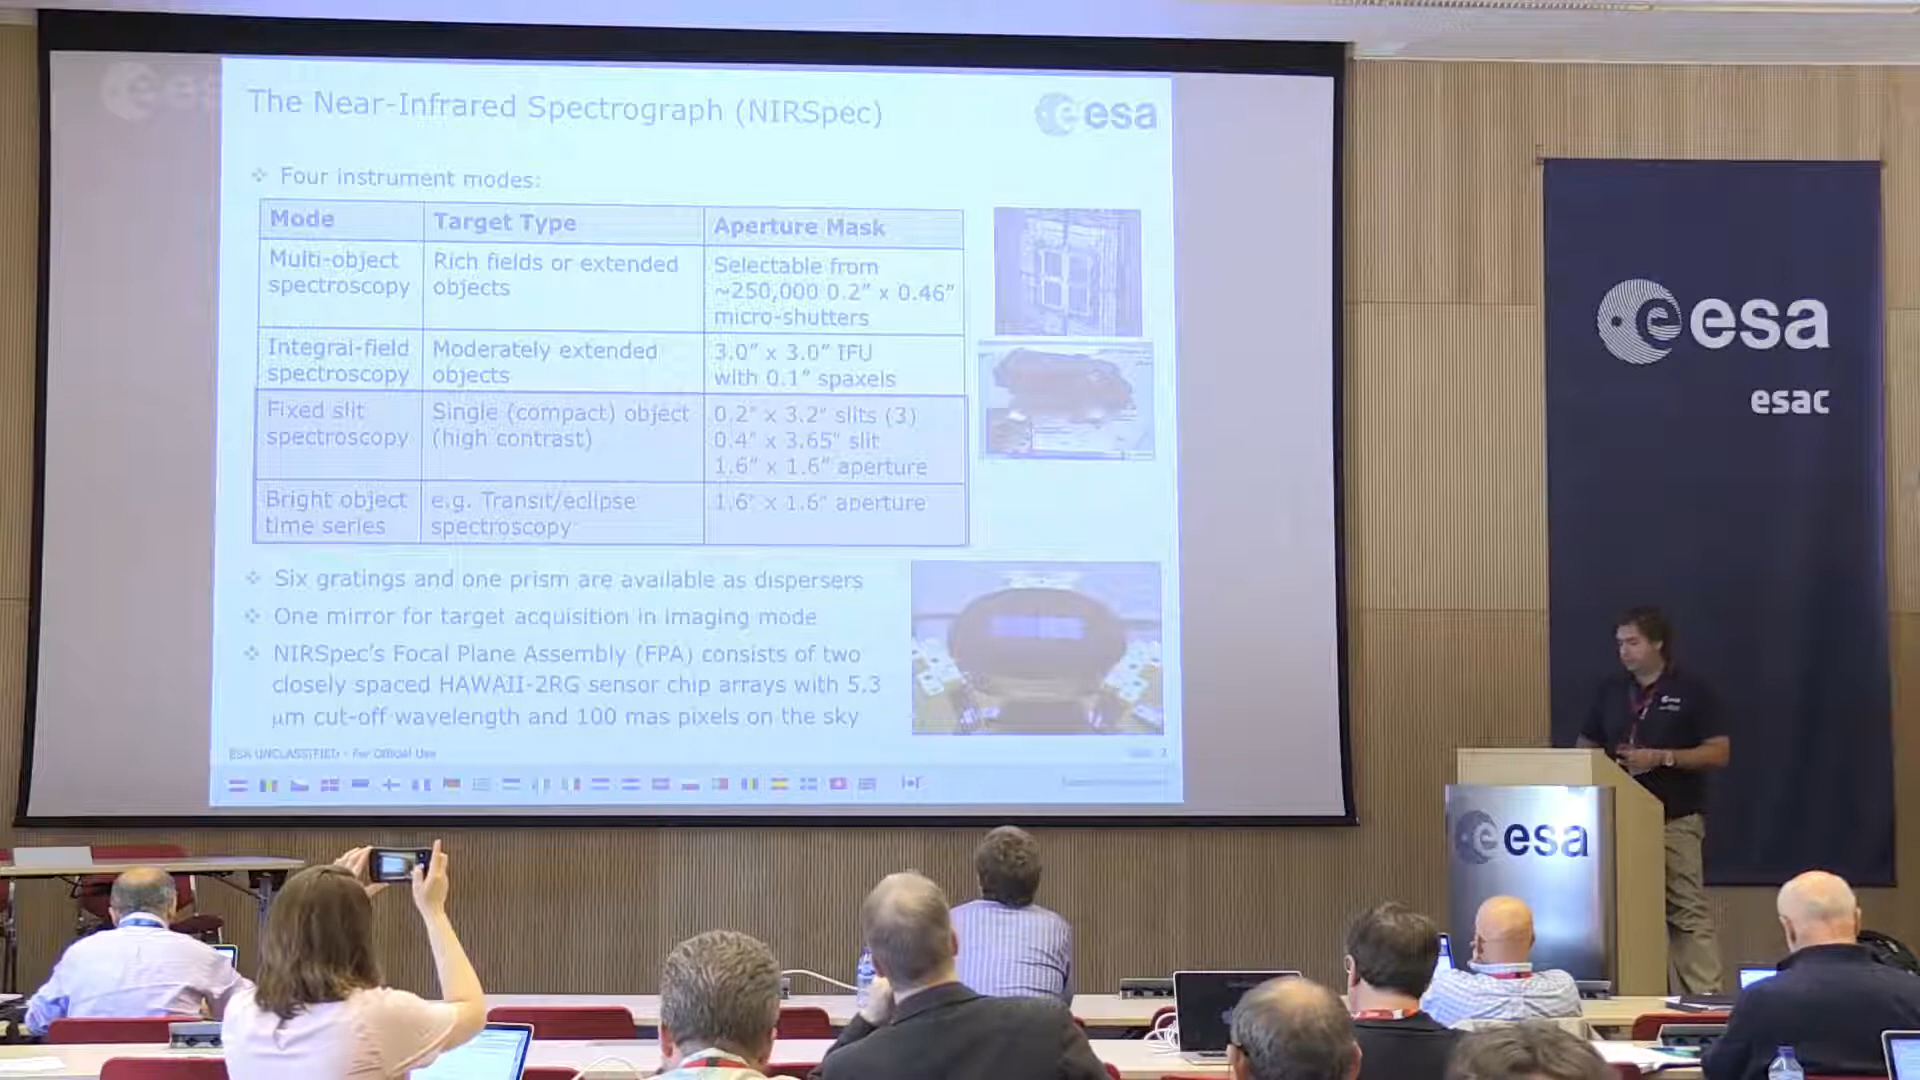 The Near-Infrared Spectrograph (NIRSpec)
esa
❖ Four instrument modes:
Mode
Target Type
Aperture Mask
Multi-object
spectroscopy
Rich fields or extended
objects
Selectable from
~250,000 0.2” x 0.46”
micro-shutters
Integral-field
spectroscopy
Moderately extended
objects
3.0” x 3.0” IFU
with 0.1” spaxels
Fixed slit
spectroscopy
Single (compact) object
(high contrast)
0.2” x 3.2” slits (3)
0.4” x 3.65” slit
1.6” x 1.6” aperture
Bright object
time series
e.g. Transit/eclipse
spectroscopy
1.6” x 1.6” aperture
❖ Six gratings and one prism are available as dispersers
❖ One mirror for target acquisition in imaging mode
❖ NIRSpec’s Focal Plane Assembly (FPA) consists of two
closely spaced HAWAII-2RG sensor chip arrays with 5.3
μm cut-off wavelength and 100 mas pixels on the sky
ESA UNCLASSIFIED - For Official Use
esa
esac
esa